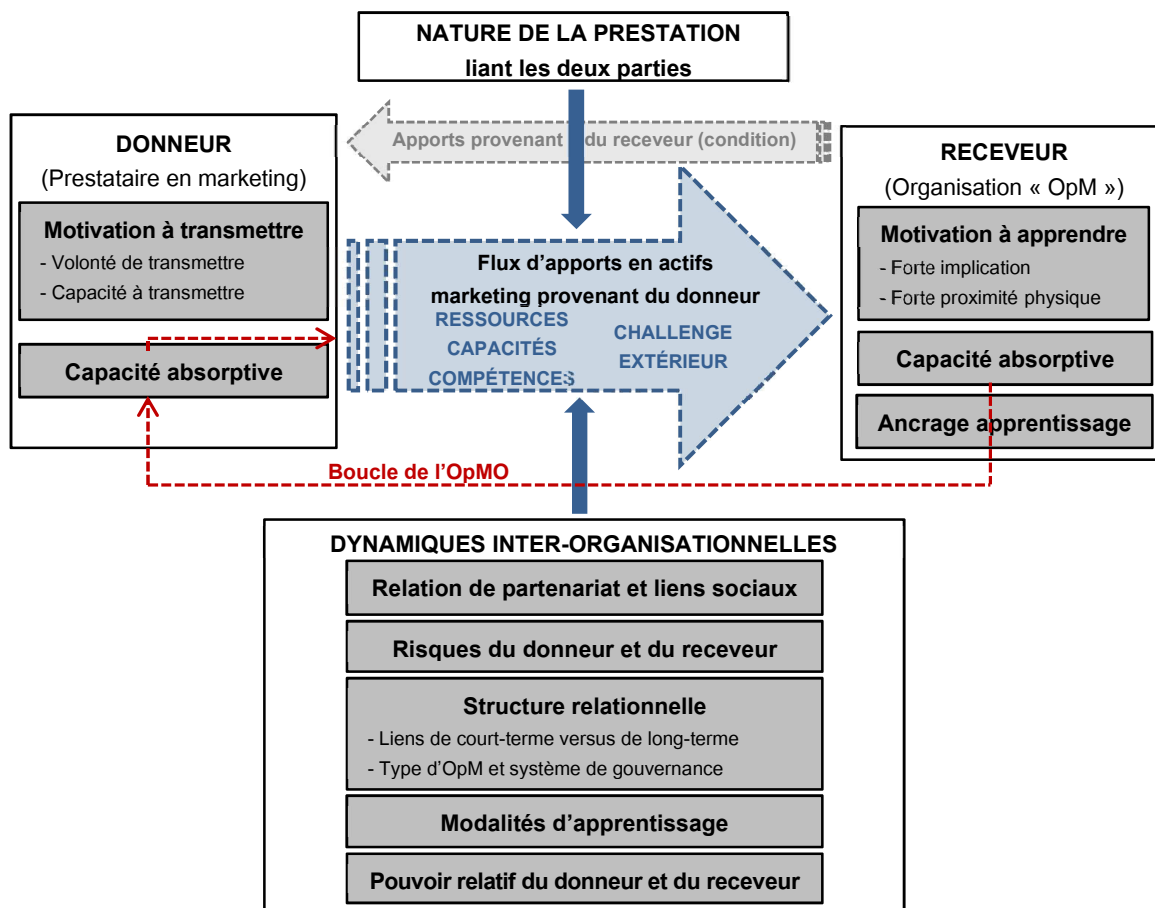 NATURE DE LA PRESTATION
liant les deux parties
Apports provenant du receveur (condition)
DONNEUR
(Prestataire en marketing)
Motivation à transmettre
- Volonté de transmettre
- Capacité à transmettre
Capacité absorptive
Flux d'apports en actifs
marketing provenant du donneur
RESSOURCES
CAPACITÉS
COMPÉTENCES
CHALLENGE
EXTÉRIEUR
RECEVEUR
(Organisation « OpM »)
Motivation à apprendre
- Forte implication
- Forte proximité physique
Capacité absorptive
Ancrage apprentissage
Boucle de l'OpMO
DYNAMIQUES INTER-ORGANISATIONNELLES
Relation de partenariat et liens sociaux
Risques du donneur et du receveur
Structure relationnelle
- Liens de court-terme versus de long-terme
- Type d'OpM et système de gouvernance
Modalités d'apprentissage
Pouvoir relatif du donneur et du receveur